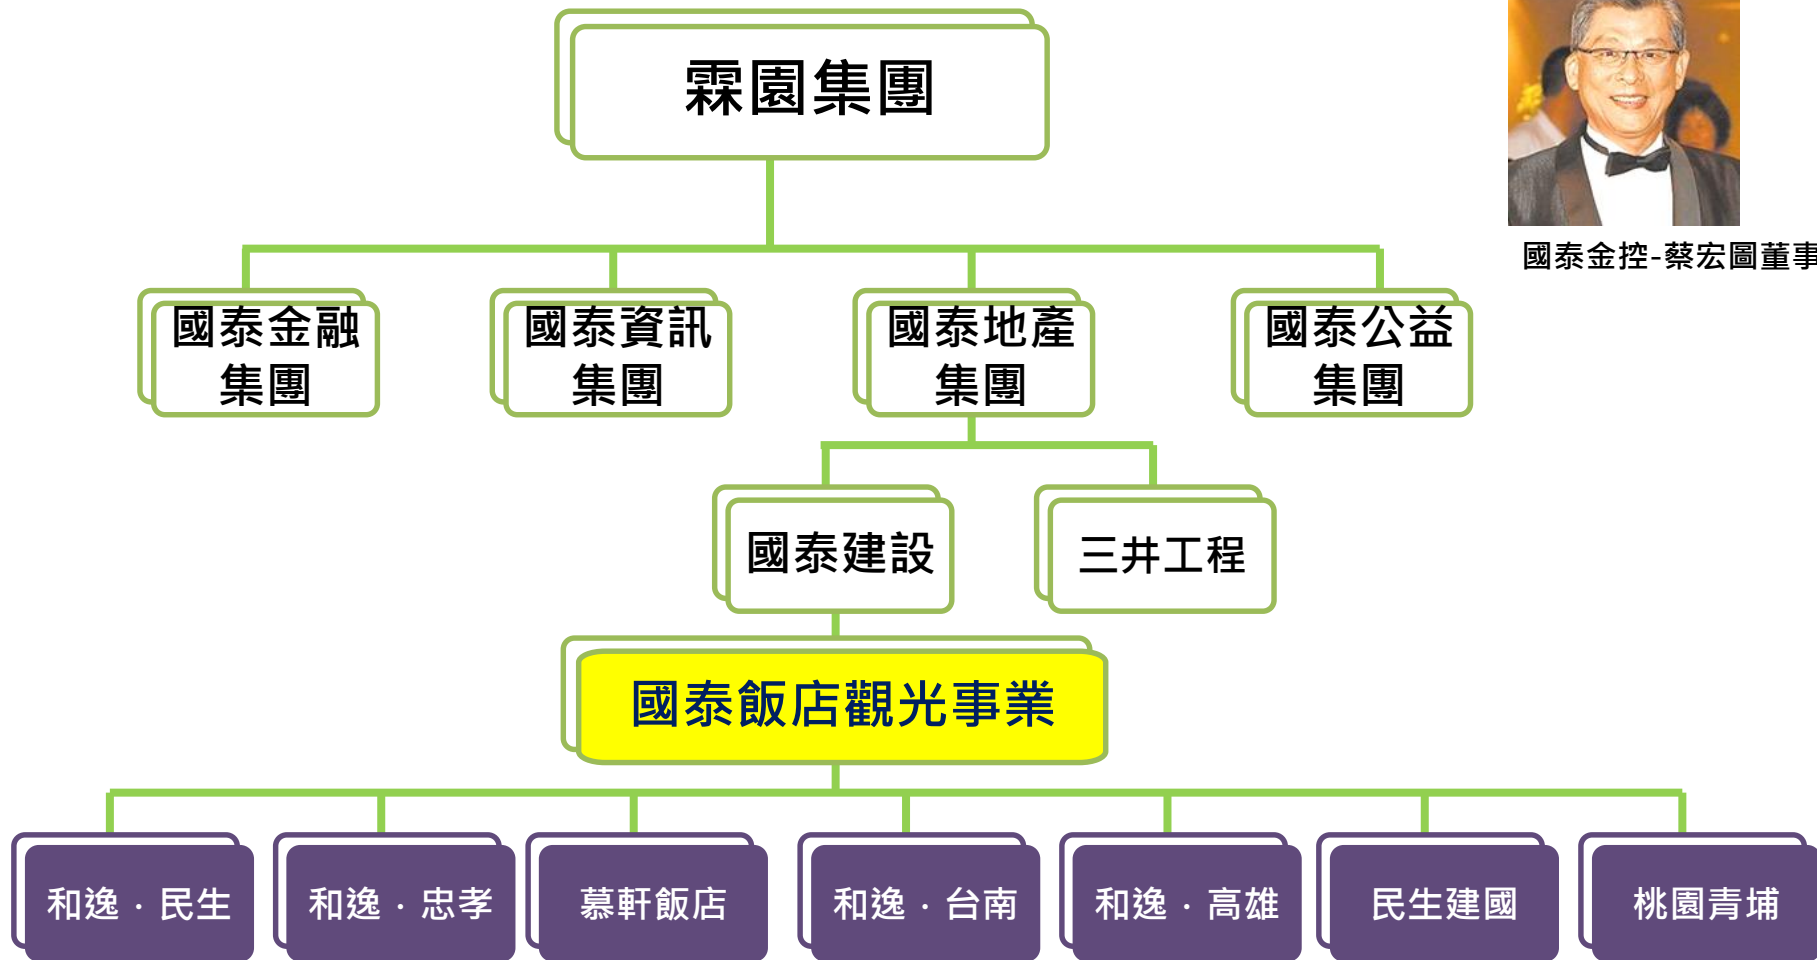 霖園集團
國泰金控-蔡宏圖董事
國泰金融
集團
國泰資訊
集團
國泰地產
集團
國泰公益
集團
國泰建設
三井工程
國泰飯店觀光事業
和逸．民生
和逸．忠孝
慕軒飯店
和逸．台南
和逸．高雄
民生建國
桃園青埔